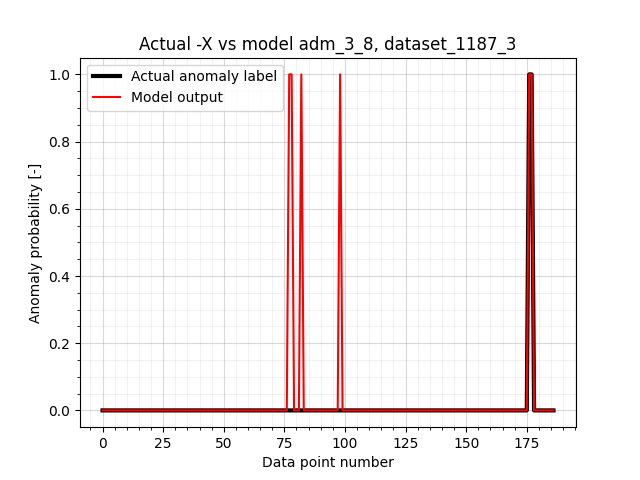 Actual -X vs model adm_3_8, dataset_1187_3
Actual anomaly label
Model output
Anomaly probability [-]
1.0
0.8
0.6
0.4
0.2
0.0
0 25 50 75 100 125 150 175
Data point number